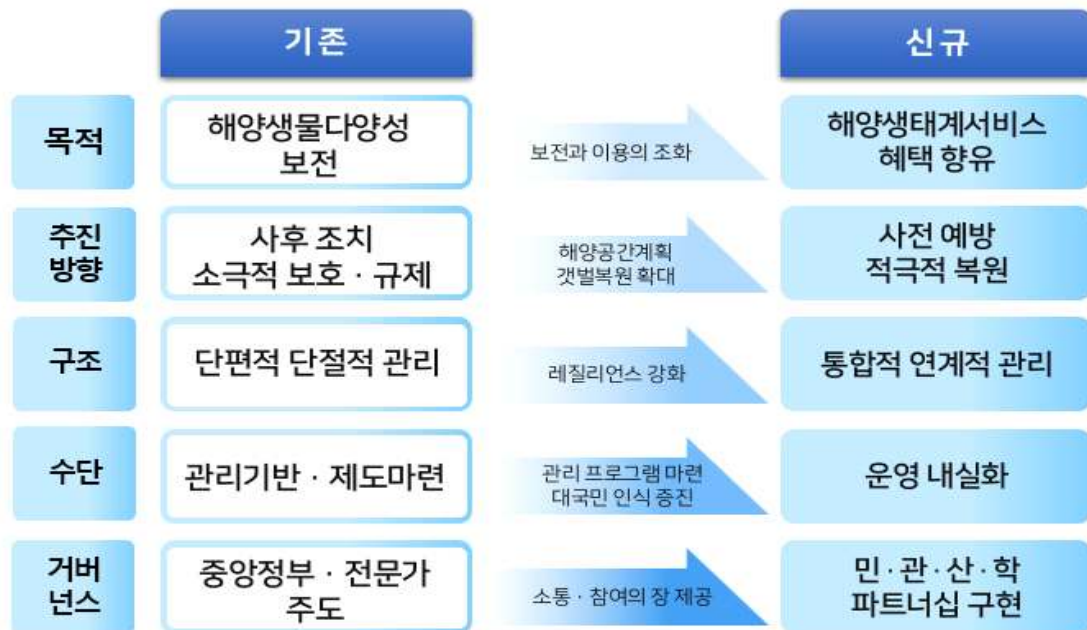 기존
신규
목적
해양생물다양성
보전
보전과 이용의 조화
해양생태계서비스
혜택 향유
추진
방향
사후 조치
소극적 보호 · 규제
해양공간계획
갯벌복원 확대
사전 예방
적극적 복원
구조
단편적 단절적 관리
레질리언스 강화
통합적 연계적 관리
수단
관리기반 · 제도마련
관리 프로그램 마련
대국민 인식 증진
운영 내실화
거버
넌스
중앙정부 · 전문가
주도
소통 · 참여의 장 제공
민 · 관 · 산 · 학
파트너십 구현